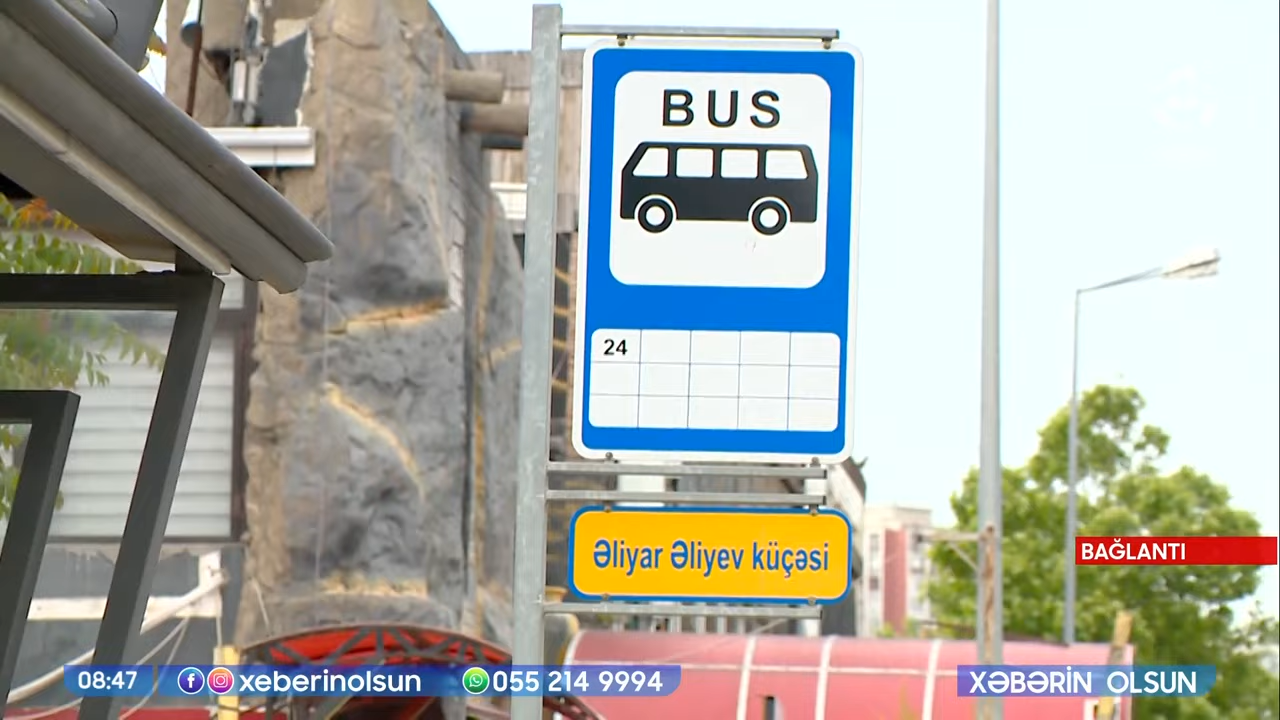 BUS
24
Əliyar Əliyev küçəsi
BAĞLANTI
08:47
xeberinolsun
055 214 9994
XƏBƏRİN OLSUN